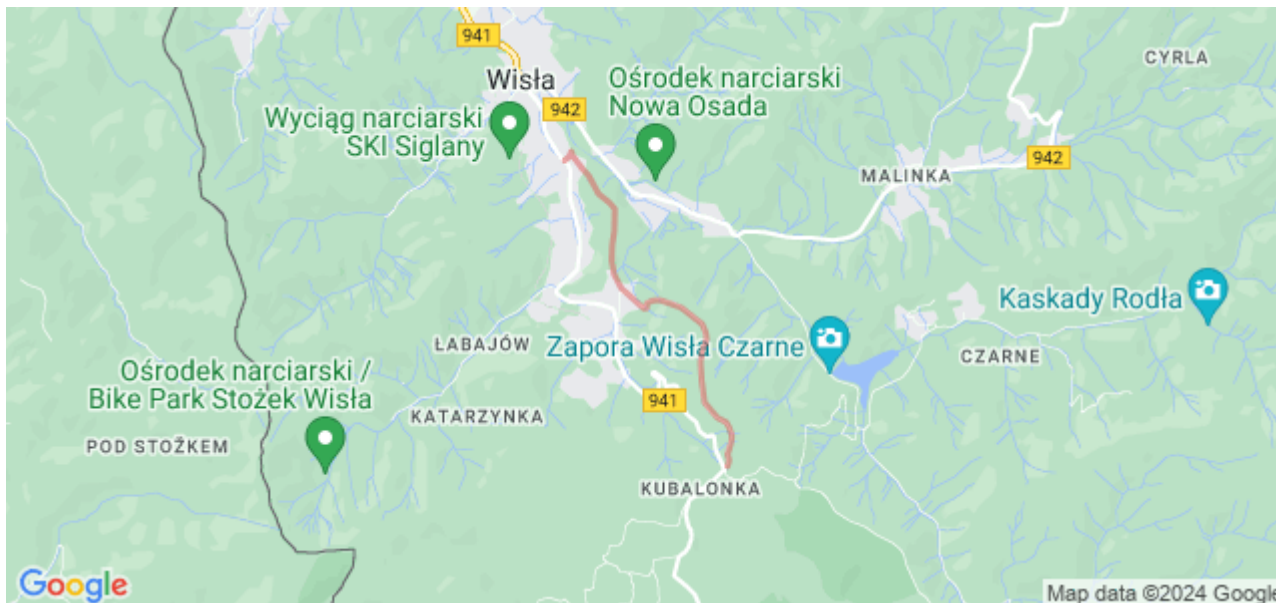 941
CYRLA
Wisła
Ośrodek narciarski
Nowa Osada
942
Wyciąg narciarski
SKI Siglany
942
MALINKA
Kaskady Rodła
Zapora Wisła Czarne
ŁABAJÓW
CZARNE
Ośrodek narciarski /
Bike Park Stożek Wisła
941
KATARZYNKA
POD STOŻKEM
KUBALONKA
Google
Map data ©2024 Google